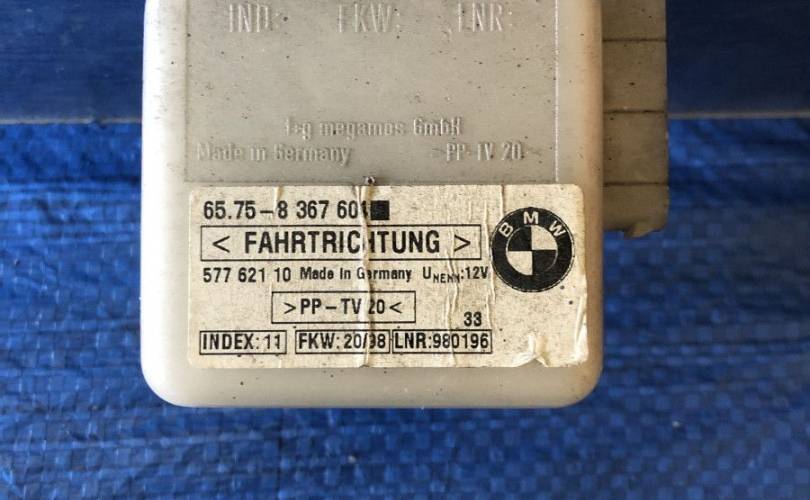 IND: FKW: LNR:
t+g megamos GmbH
Made in Germany >PP-TV 20<
65.75-8 367 601
< FAHRTRICHTUNG >
BMW
577 621 10 Made in Germany UNENN:12V
>PP-TV 20<
33
INDEX: 11 FKW: 20/98 LNR:980196